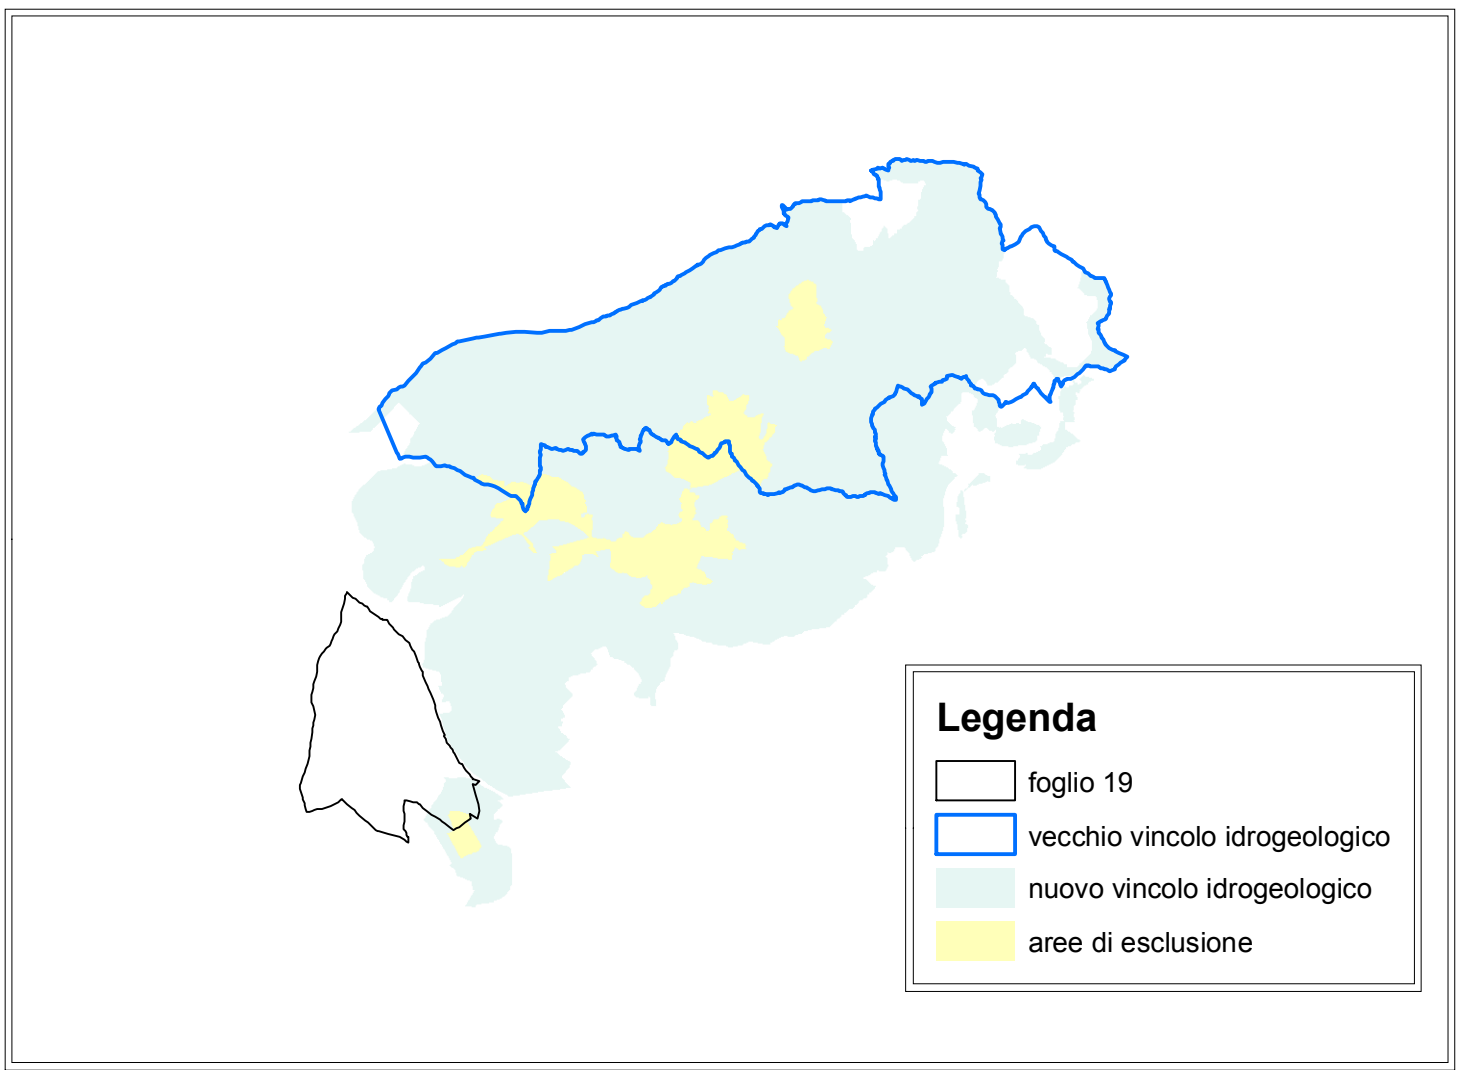 Legenda
foglio 19
vecchio vincolo idrogeologico
nuovo vincolo idrogeologico
aree di esclusione